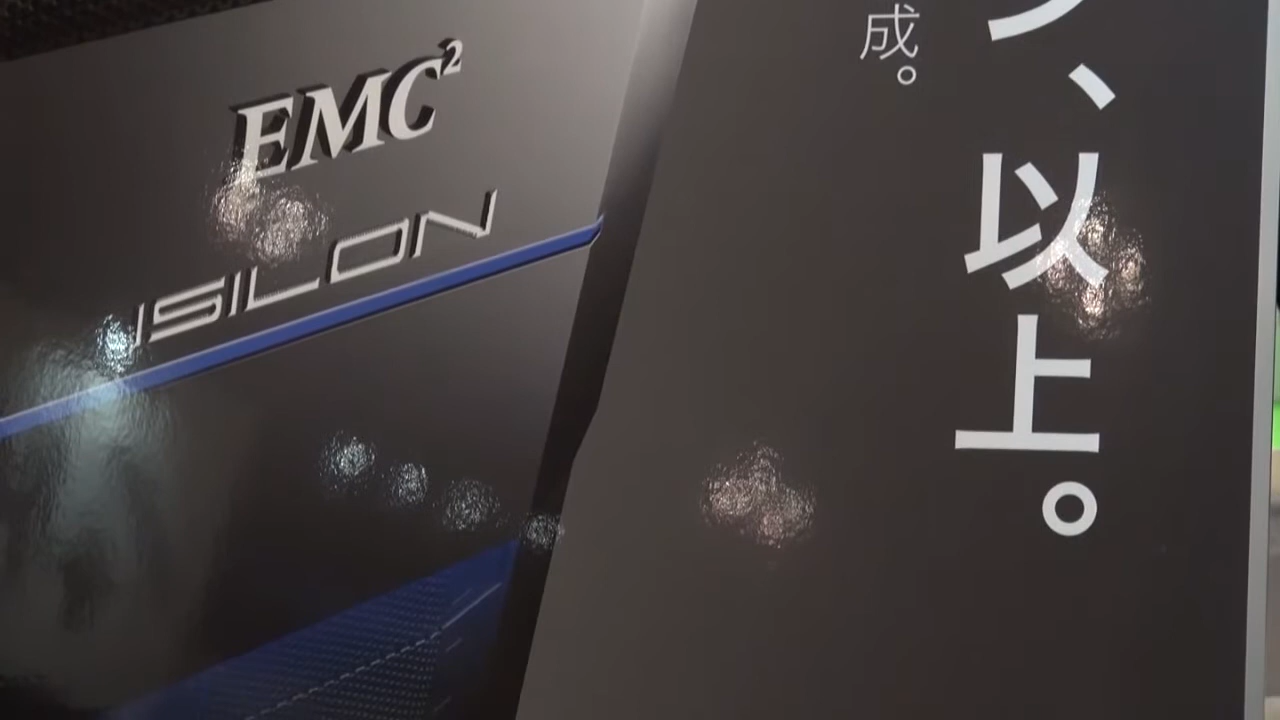 EMC²
ISILON
、以上。
成。